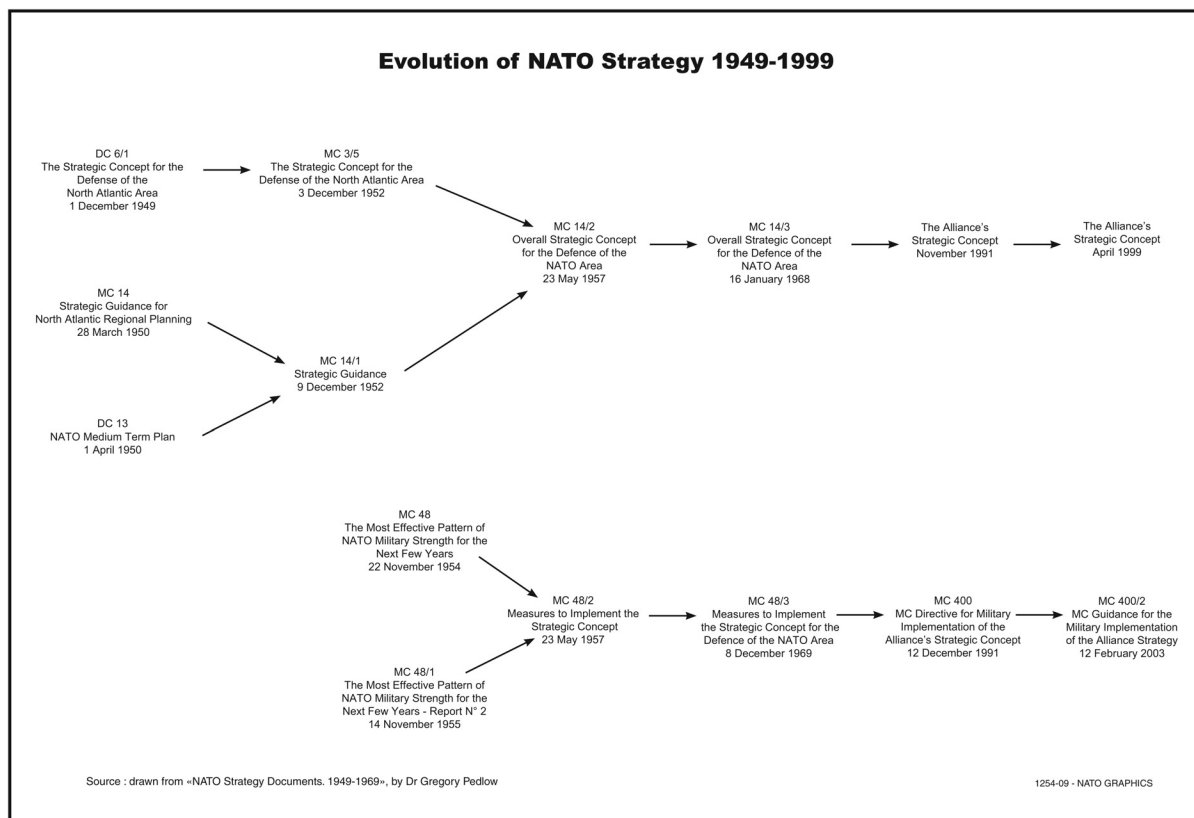 Evolution of NATO Strategy 1949-1999
DC 6/1
The Strategic Concept for the
Defense of the
North Atlantic Area
1 December 1949
MC 3/5
The Strategic Concept for the
Defense of the North Atlantic Area
3 December 1952
MC 14/2
Overall Strategic Concept
for the Defence of the
NATO Area
23 May 1957
MC 14/3
Overall Strategic Concept
for the Defence of the
NATO Area
16 January 1968
The Alliance's
Strategic Concept
November 1991
The Alliance's
Strategic Concept
April 1999
MC 14
Strategic Guidance for
North Atlantic Regional Planning
28 March 1950
MC 14/1
Strategic Guidance
9 December 1952
DC 13
NATO Medium Term Plan
1 April 1950
MC 48
The Most Effective Pattern of
NATO Military Strength for the
Next Few Years
22 November 1954
MC 48/2
Measures to Implement the
Strategic Concept
23 May 1957
MC 48/3
Measures to Implement
the Strategic Concept for the
Defence of the NATO Area
8 December 1969
MC 400
MC Directive for Military
Implementation of the
Alliance's Strategic Concept
12 December 1991
MC 400/2
MC Guidance for the
Military Implementation
of the Alliance Strategy
12 February 2003
MC 48/1
The Most Effective Pattern of
NATO Military Strength for the
Next Few Years - Report N° 2
14 November 1955
Source : drawn from «NATO Strategy Documents. 1949-1969», by Dr Gregory Pedlow
1254-09 - NATO GRAPHICS